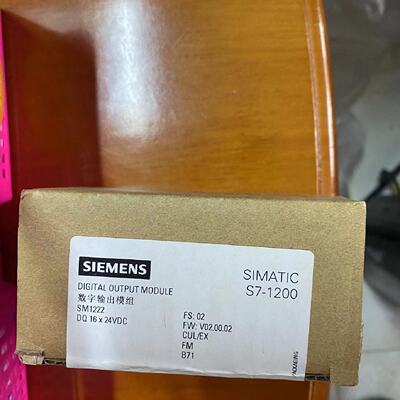 SIEMENS
SIMATIC
S7-1200
DIGITAL OUTPUT MODULE
数字输出模组
SM1222
DQ 16 x 24VDC
FS: 02
FW: V02.00.02
CUL/EX
FM
B71
PACKAGING